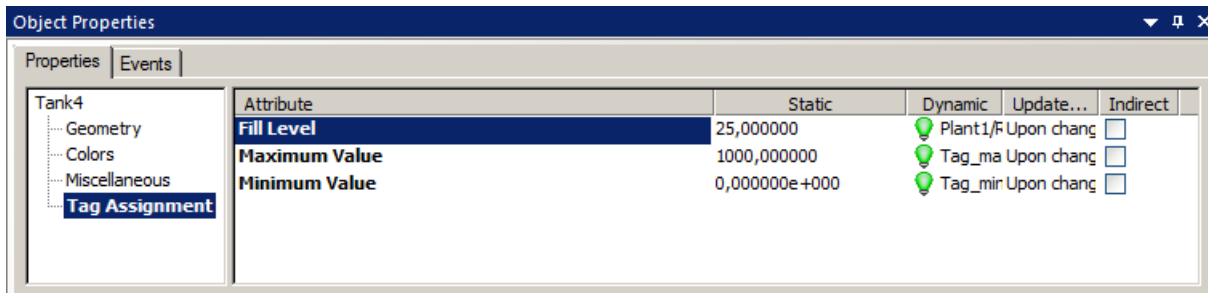 Object Properties
Properties Events
Tank4 Attribute Static Dynamic Update... Indirect
Geometry Fill Level 25,000000 Plant1/R Upon chang
Colors Maximum Value 1000,000000 Tag_ma Upon chang
Miscellaneous Minimum Value 0,000000e+000 Tag_mir Upon chang
Tag Assignment